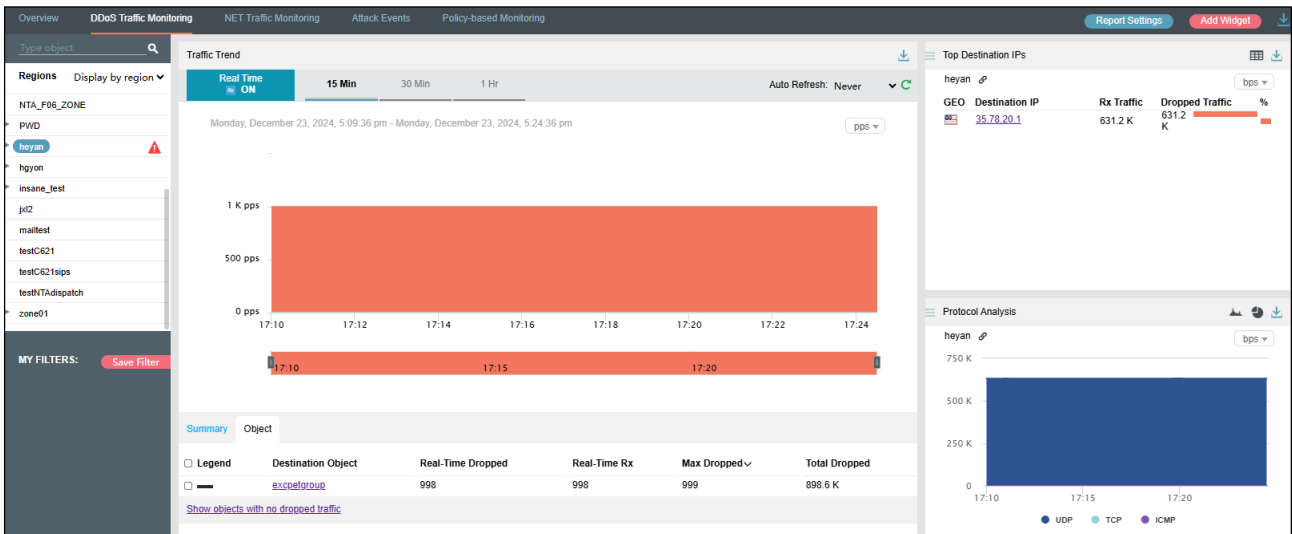 Overview DDoS Traffic Monitoring NET Traffic Monitoring Attack Events Policy-based Monitoring Report Settings Add Widget
Type object
Regions Display by region
NTA_F06_ZONE
PWD
heyan
hgyon
insane_test
jxl2
mailtest
testC621
testC621sips
testNTAdispatch
zone01
MY FILTERS: Save Filter
Traffic Trend
Real Time
ON
15 Min 30 Min 1 Hr Auto Refresh: Never
Monday, December 23, 2024, 5:09:36 pm - Monday, December 23, 2024, 5:24:36 pm pps
1 K pps
500 pps
0 pps
17:10 17:12 17:14 17:16 17:18 17:20 17:22 17:24
17:10 17:15 17:20
Summary Object
Legend Destination Object Real-Time Dropped Real-Time Rx Max Dropped Total Dropped
excpetgroup 998 998 999 898.6 K
Show objects with no dropped traffic
Top Destination IPs
heyan bps
GEO Destination IP Rx Traffic Dropped Traffic %
35.78.20.1 631.2 K 631.2
K
Protocol Analysis
heyan bps
750 K
500 K
250 K
0
17:10 17:15 17:20
UDP TCP ICMP